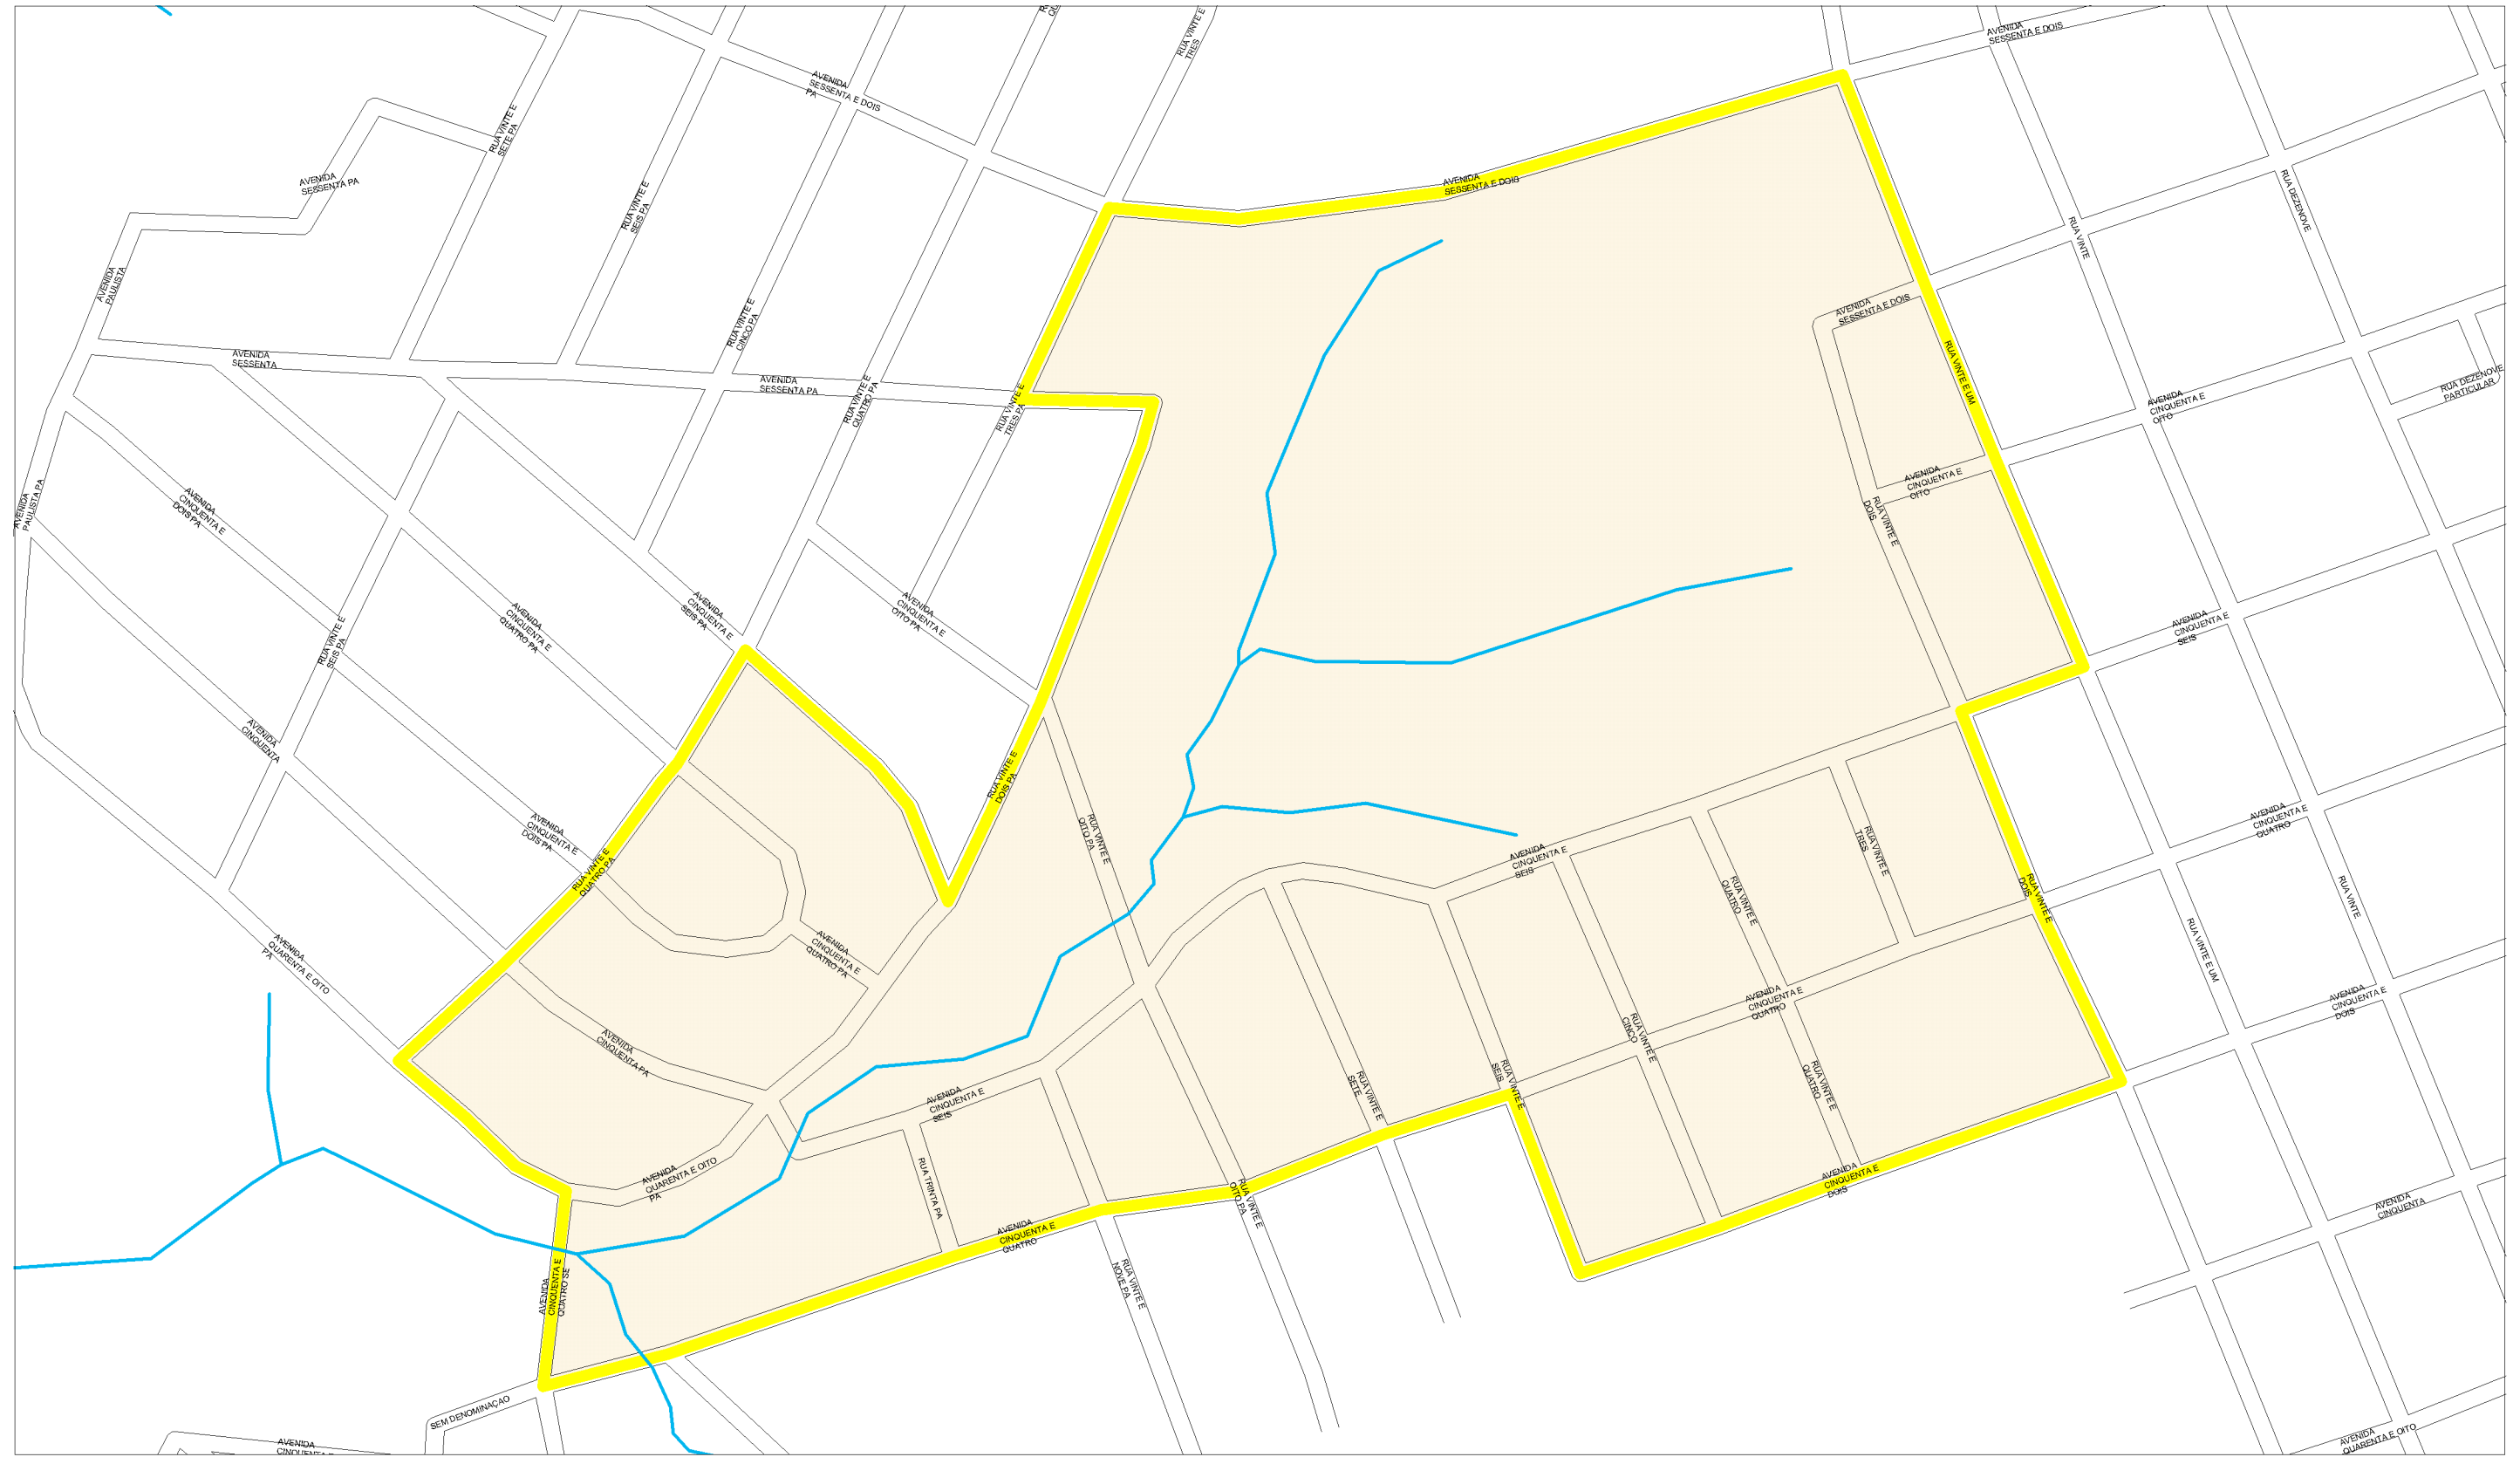 RUA VINTE E
TRES
AVENIDA
SESSENTA E DOIS
AVENIDA
SESSENTA E DOIS
PA
RUA VINTE E
SETE PA
AVENIDA
SESSENTA PA
RUA VINTE E
SEIS PA
AVENIDA
SESSENTA E DOIS
RUA DEZENOVE
RUA VINTE
AVENIDA
PAULISTA
RUA VINTE E
CINCO PA
AVENIDA
SESSENTA E DOIS
AVENIDA
SESSENTA
AVENIDA
SESSENTA PA
RUA VINTE E
QUATRO PA
RUA VINTE E
TRES PA
RUA VINTE E UM
AVENIDA
CINQUENTA E
OITO
RUA DEZENOVE
PARTICULAR
AVENIDA
PAULISTA PA
AVENIDA
CINQUENTA E
DOIS PA
AVENIDA
CINQUENTA E
OITO
RUA VINTE E
DOIS
AVENIDA
CINQUENTA E
QUATRO PA
AVENIDA
CINQUENTA E
SEIS PA
AVENIDA
CINQUENTA E
OITO PA
AVENIDA
CINQUENTA E
SEIS
RUA VINTE E
SEIS PA
AVENIDA
CINQUENTA
RUA VINTE E
DOIS PA
AVENIDA
CINQUENTA E
DOIS PA
RUA VINTE E
OITO PA
AVENIDA
CINQUENTA E
QUATRO
RUA VINTE E
QUATRO PA
AVENIDA
CINQUENTA E
SEIS
RUA VINTE E
TRES
RUA VINTE E
QUATRO
RUA VINTE E
DOIS
RUA VINTE
AVENIDA
QUARENTA E OITO
PA
AVENIDA
CINQUENTA E
QUATRO PA
RUA VINTE E UM
AVENIDA
CINQUENTA E
QUATRO
AVENIDA
CINQUENTA E
DOIS
AVENIDA
CINQUENTA PA
RUA VINTE E
CINCO
AVENIDA
CINQUENTA E
SEIS
RUA VINTE E
SETE
RUA VINTE E
SEIS
RUA VINTE E
QUATRO
AVENIDA
QUARENTA E OITO
PA
RUA TRINTA PA
RUA VINTE E
OITO PA
AVENIDA
CINQUENTA E
DOIS
AVENIDA
CINQUENTA
AVENIDA
CINQUENTA E
QUATRO
AVENIDA
CINQUENTA E
QUATRO SE
RUA VINTE E
NOVE PA
SEM DENOMINAÇAO
AVENIDA
CINQUENTA E
AVENIDA
QUARENTA E OITO